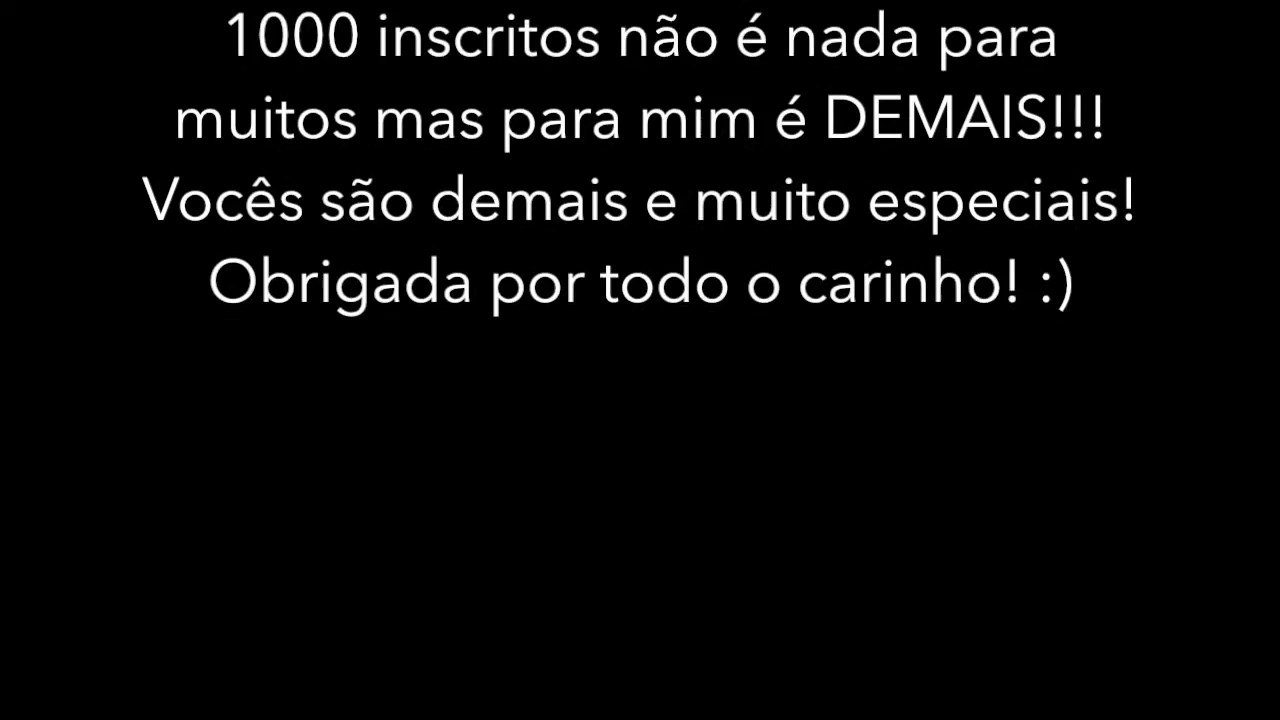 1000 inscritos não é nada para
muitos mas para mim é DEMAIS!!!
Vocês são demais e muito especiais!
Obrigada por todo o carinho! :)